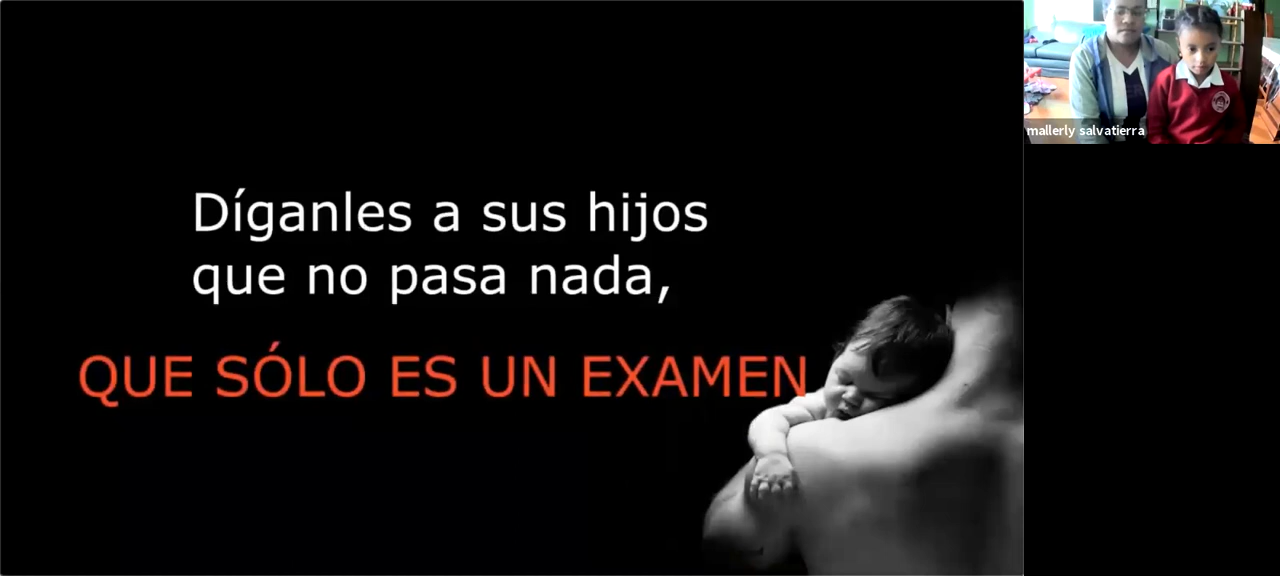 Díganles a sus hijos
que no pasa nada,
QUE SÓLO ES UN EXAMEN
mallerly salvatierra